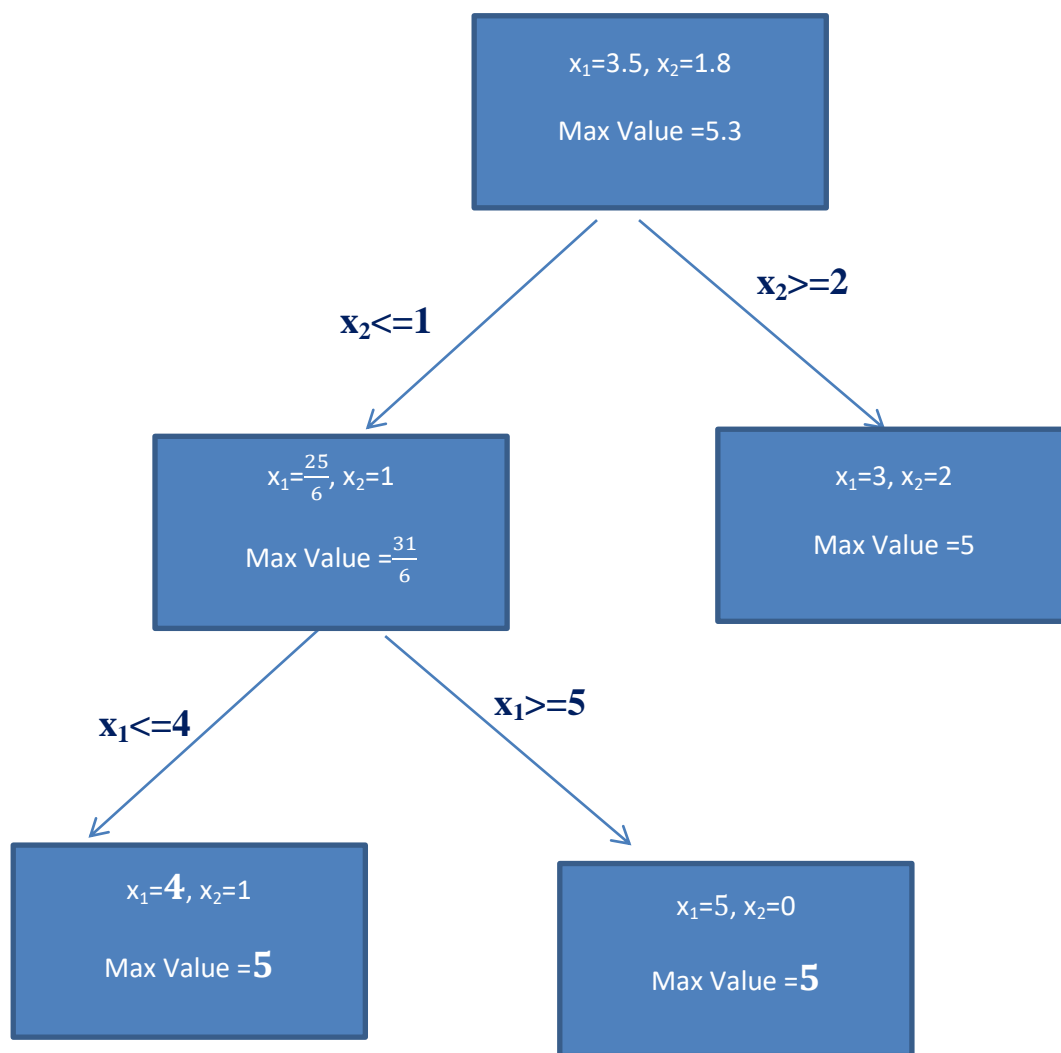 x₁=3.5, x₂=1.8
Max Value =5.3
x₂<=1
x₂>=2
x₁=25/6, x₂=1
Max Value =31/6
x₁=3, x₂=2
Max Value =5
x₁<=4
x₁>=5
x₁=4, x₂=1
Max Value =5
x₁=5, x₂=0
Max Value =5